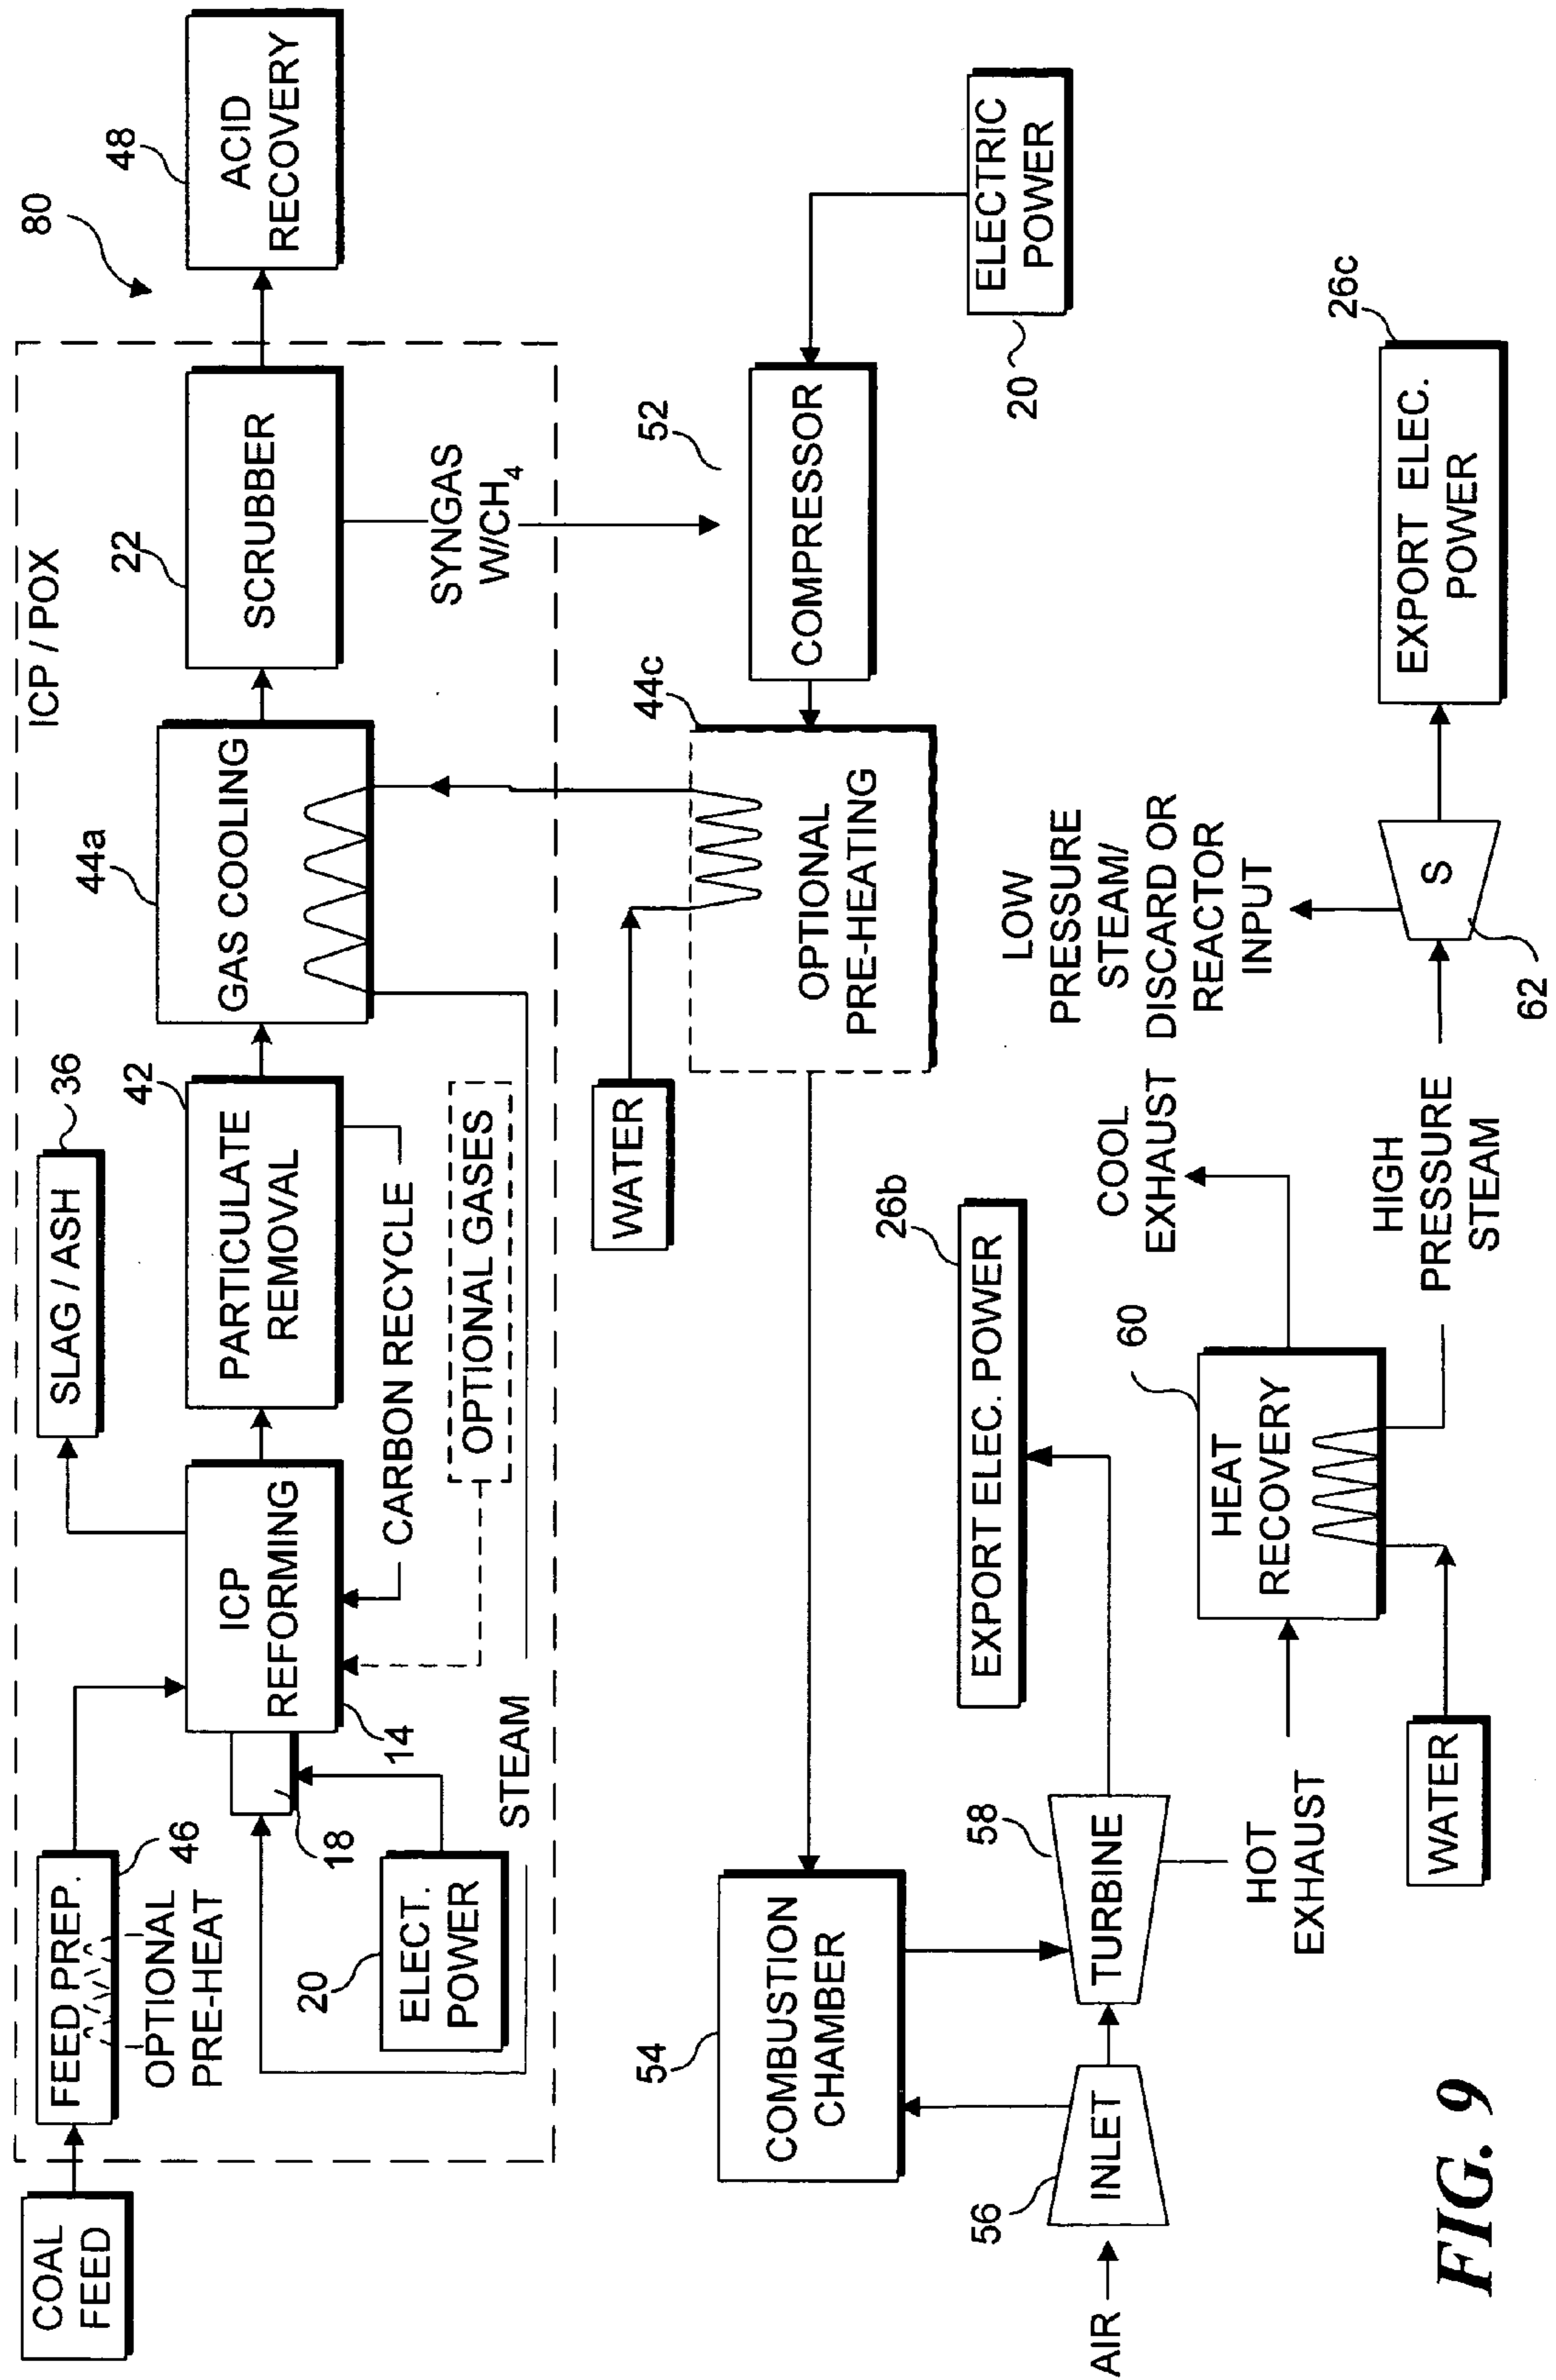 80
ICP / POX
COAL
FEED
FEED PREP.
46
OPTIONAL
PRE-HEAT
SLAG / ASH
36
ICP
REFORMING
14
18
20
ELECT.
POWER
PARTICULATE
REMOVAL
42
CARBON RECYCLE
OPTIONAL GASES
STEAM
GAS COOLING
44a
SCRUBBER
22
ACID
RECOVERY
48
SYNGAS
W/CH4
52
COMPRESSOR
ELECTRIC
POWER
20
44c
OPTIONAL
PRE-HEATING
WATER
54
COMBUSTION
CHAMBER
AIR
56
INLET
58
TURBINE
26b
EXPORT ELEC. POWER
HOT
EXHAUST
60
HEAT
RECOVERY
WATER
COOL
EXHAUST
HIGH
PRESSURE
STEAM
LOW
PRESSURE
STEAM/
DISCARD OR
REACTOR
INPUT
S
62
26c
EXPORT ELEC.
POWER
FIG. 9